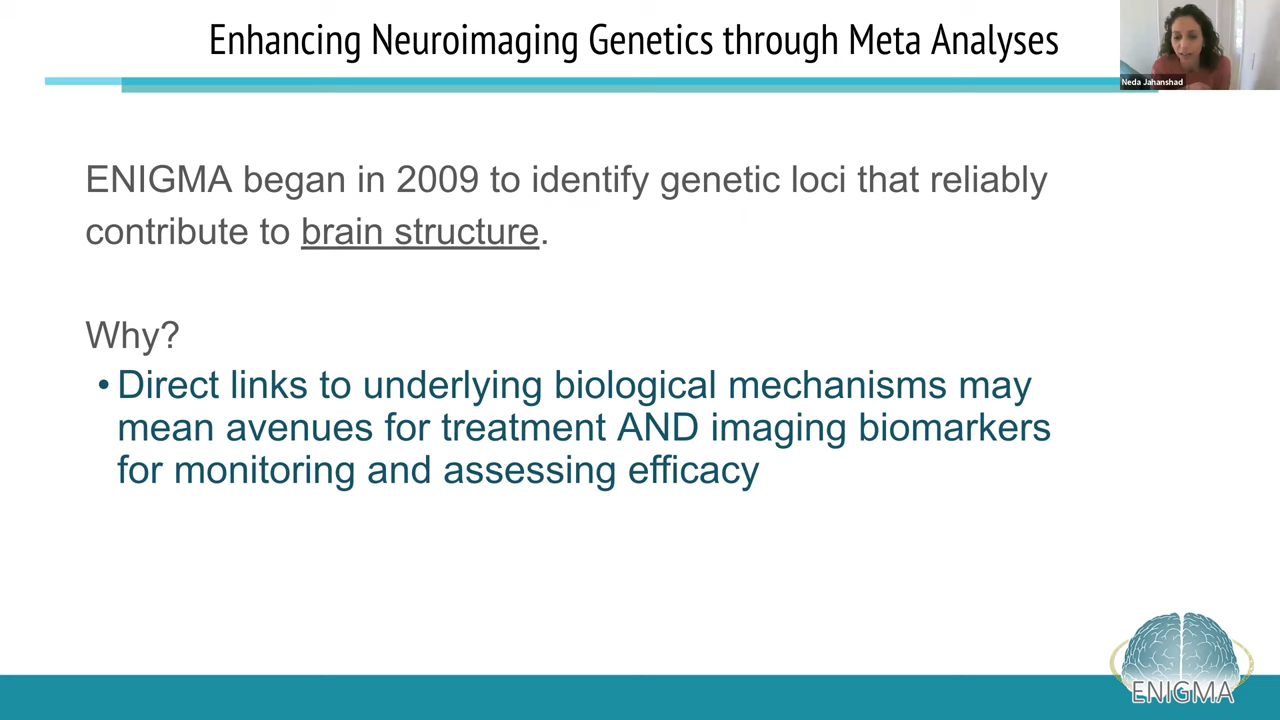 Enhancing Neuroimaging Genetics through Meta Analyses
Neda Jahanshad
ENIGMA began in 2009 to identify genetic loci that reliably
contribute to brain structure.
Why?
• Direct links to underlying biological mechanisms may
mean avenues for treatment AND imaging biomarkers
for monitoring and assessing efficacy
ENIGMA